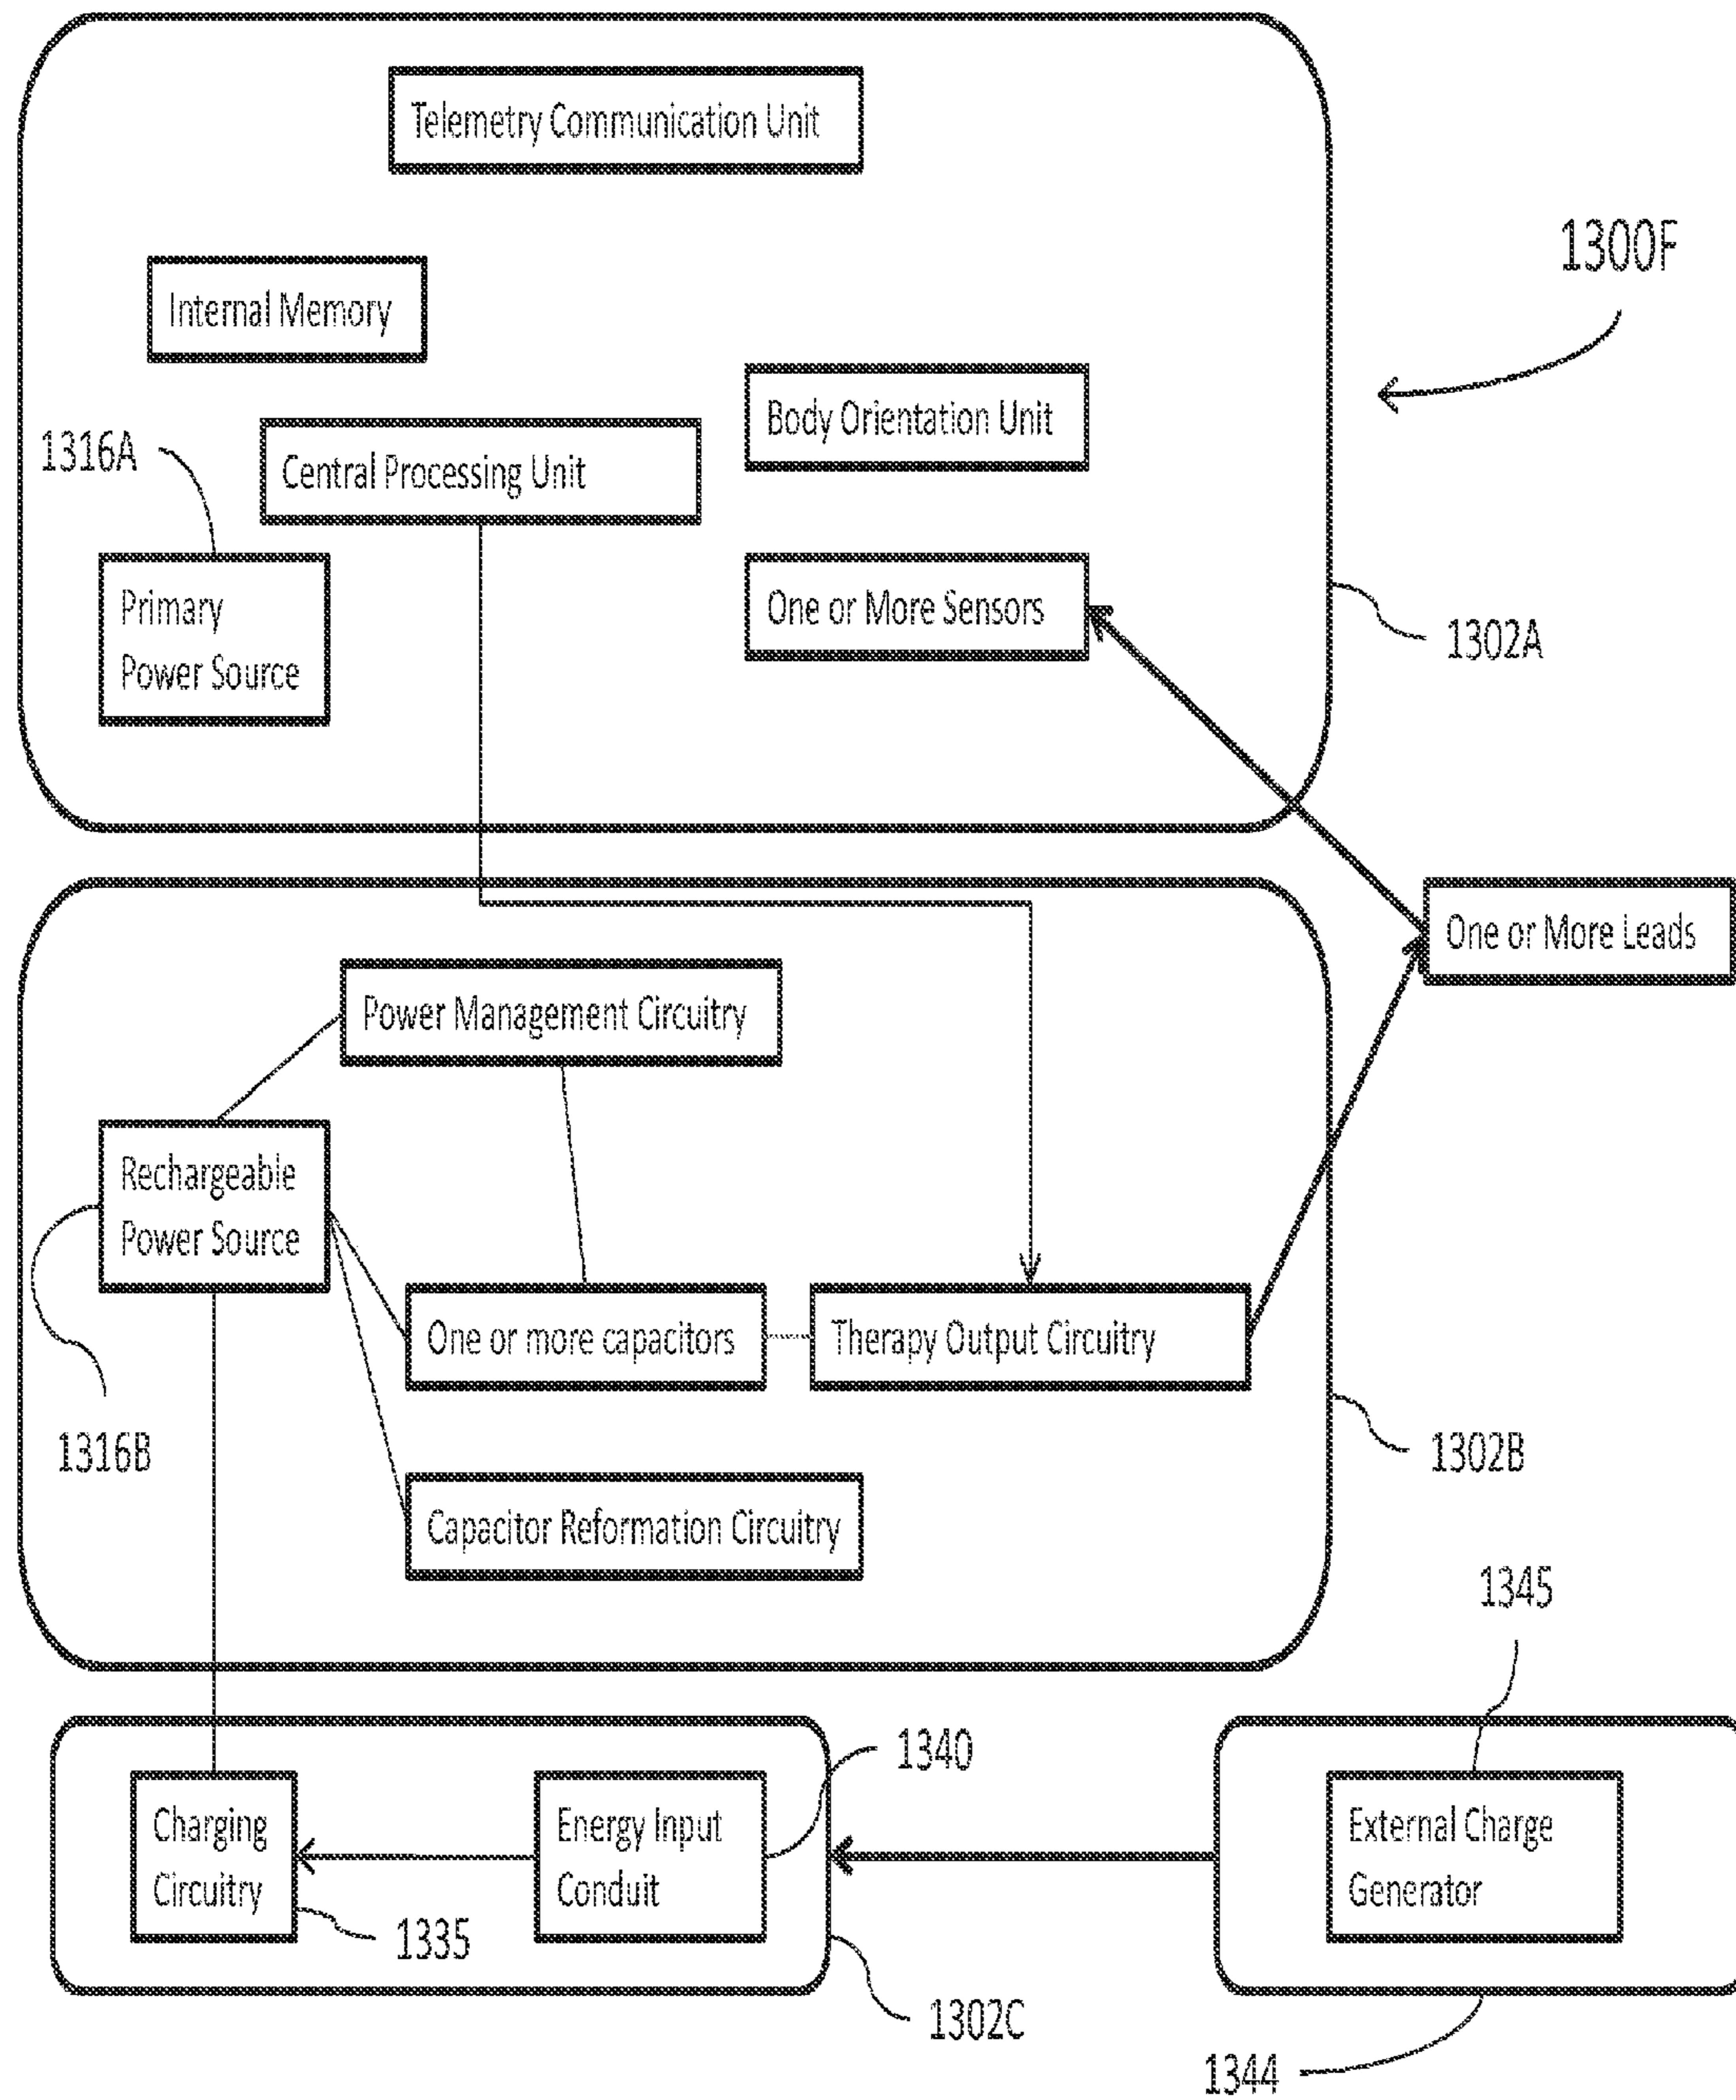 Telemetry Communication Unit
1300F
Internal Memory
Body Orientation Unit
1316A
Central Processing Unit
Primary
Power Source
One or More Sensors
1302A
One or More Leads
Power Management Circuitry
Rechargeable
Power Source
One or more capacitors
Therapy Output Circuitry
1316B
1302B
Capacitor Reformation Circuitry
1345
1340
Charging
Circuitry
Energy Input
Conduit
External Charge
Generator
1335
1302C
1344